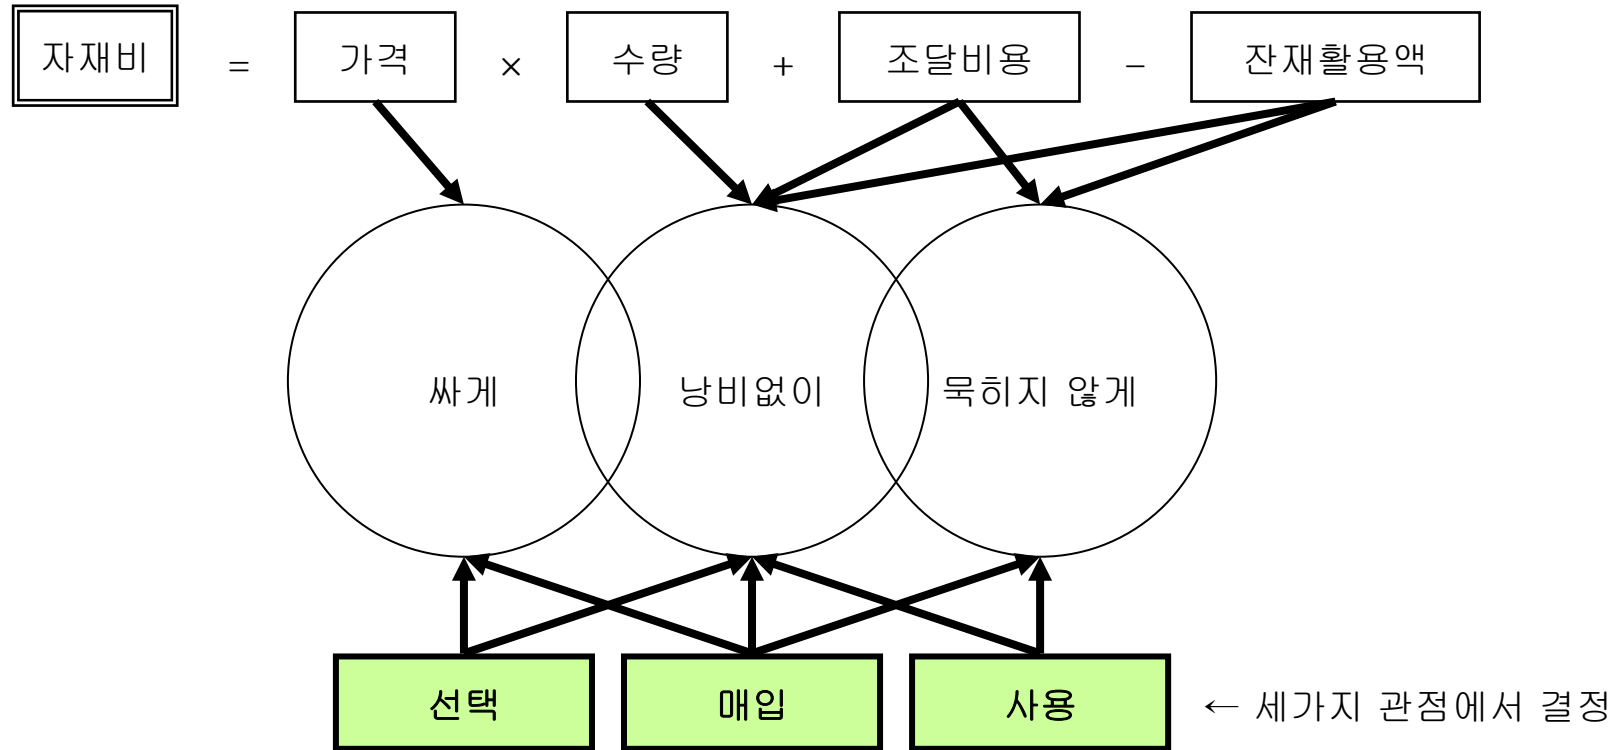 자재비 = 가격 × 수량 + 조달비용 − 잔재활용액
싸게 낭비없이 묵히지 않게
선택 매입 사용 ← 세가지 관점에서 결정